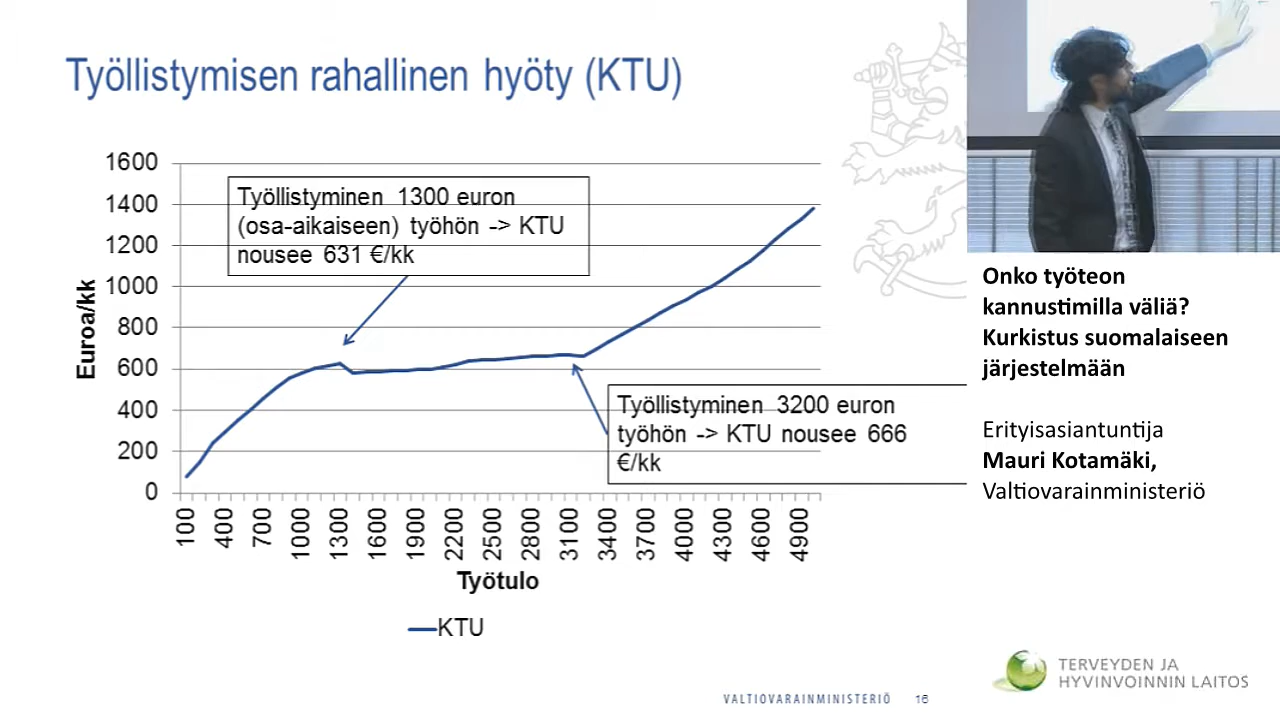 Työllistymisen rahallinen hyöty (KTU)
1600
1400
1200
1000
800
600
400
200
0
Euroa/kk
Työllistyminen 1300 euron
(osa-aikaiseen) työhön -> KTU
nousee 631 €/kk
Työllistyminen 3200 euron
työhön -> KTU nousee 666
€/kk
100
400
700
1000
1300
1600
1900
2200
2500
2800
3100
3400
3700
4000
4300
4600
4900
Työtulo
KTU
VALTIOVARAINMINISTERIÖ 16
Onko työteon
kannustimilla väliä?
Kurkistus suomalaiseen
järjestelmään
Erityisasiantuntija
Mauri Kotamäki,
Valtiovarainministeriö
TERVEYDEN JA
HYVINVOINNIN LAITOS